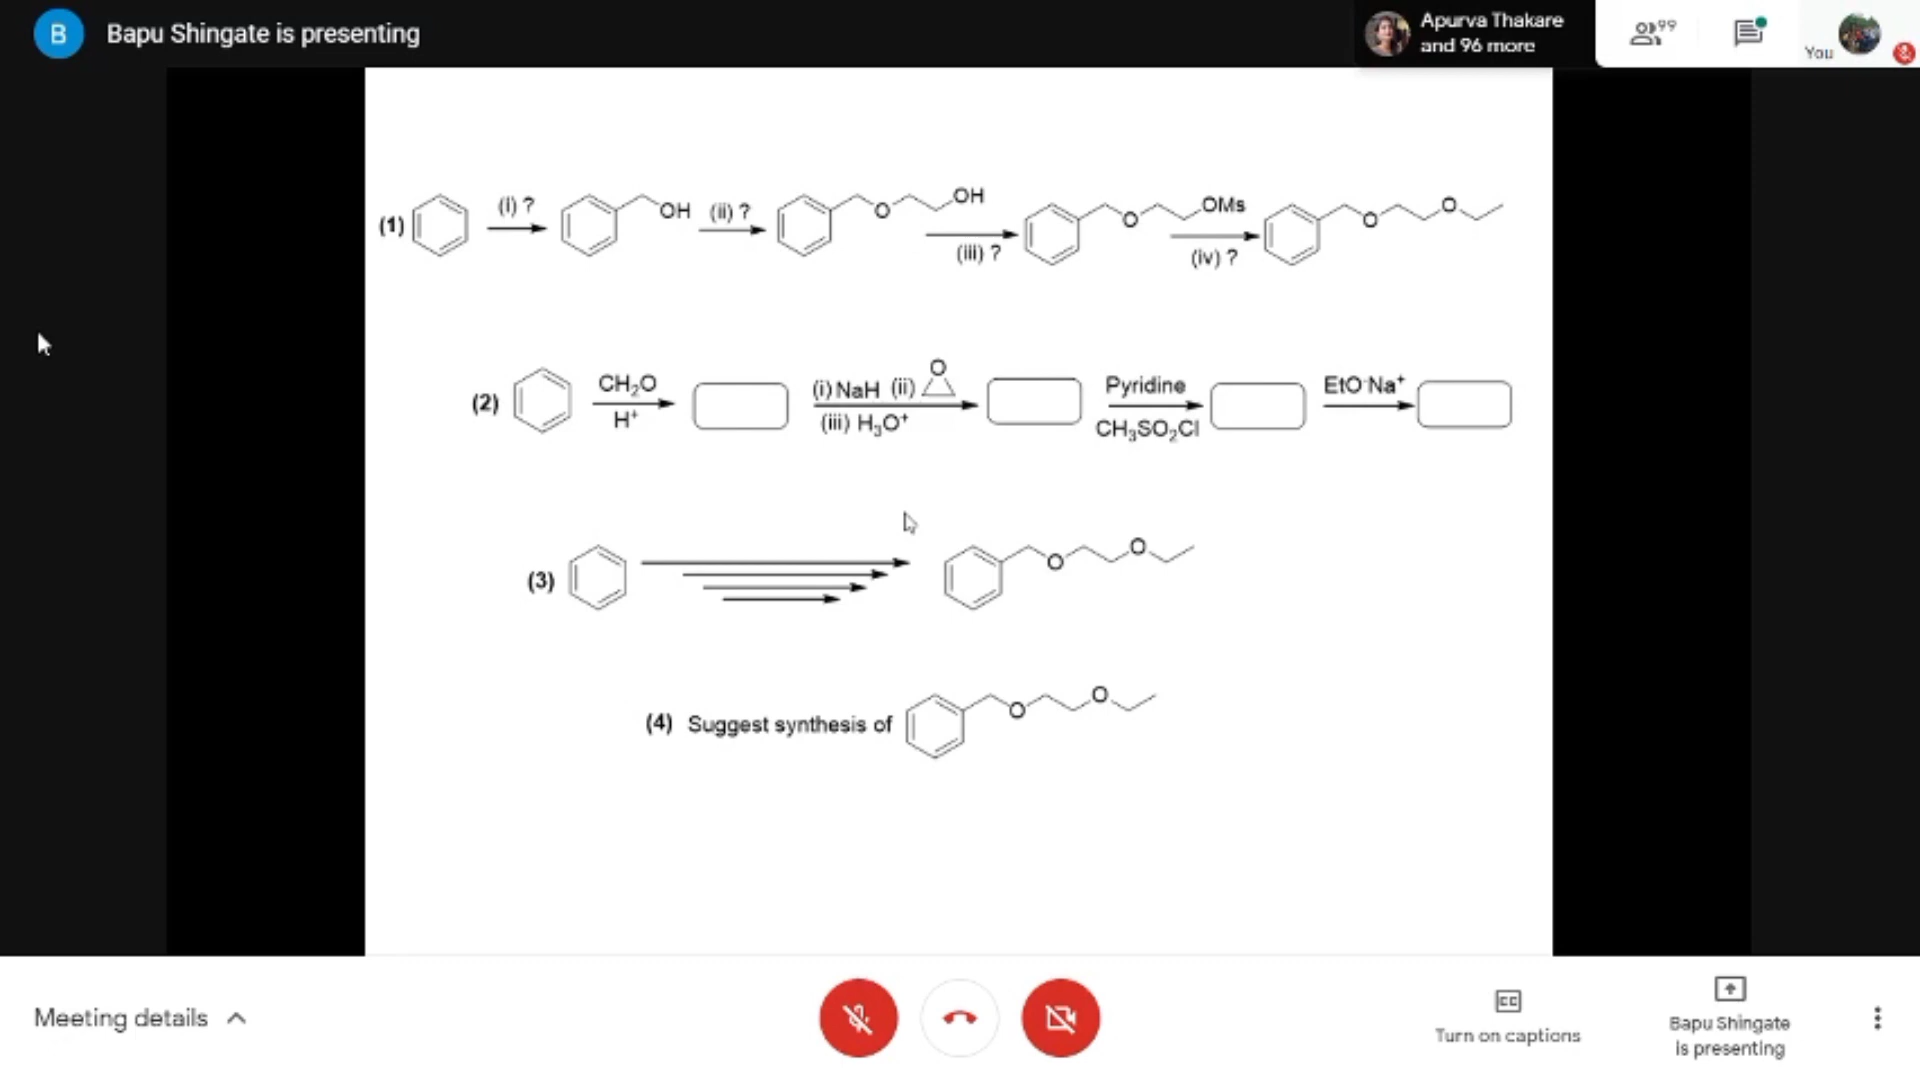 B Bapu Shingate is presenting
Apurva Thakare
and 96 more
99
You
(1) (i) ? OH (ii) ? O OH (iii) ? O OMs (iv) ? O O
(2) CH₂O H⁺ (i) NaH (ii) O (iii) H₃O⁺ Pyridine CH₃SO₂Cl EtO⁻Na⁺
(3) O O
(4) Suggest synthesis of O O
Meeting details
CC
Turn on captions
Bapu Shingate
is presenting